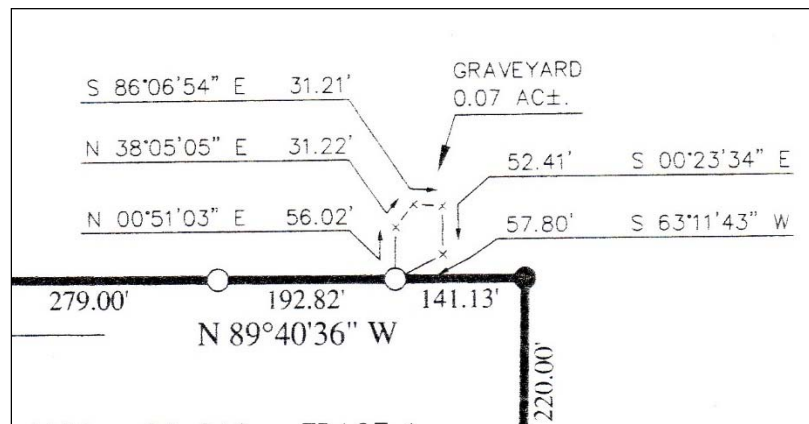 GRAVEYARD
0.07 AC±.
S 86°06'54" E 31.21'
N 38°05'05" E 31.22'
52.41' S 00°23'34" E
N 00°51'03" E 56.02'
57.80' S 63°11'43" W
279.00' 192.82' 141.13'
N 89°40'36" W
220.00'